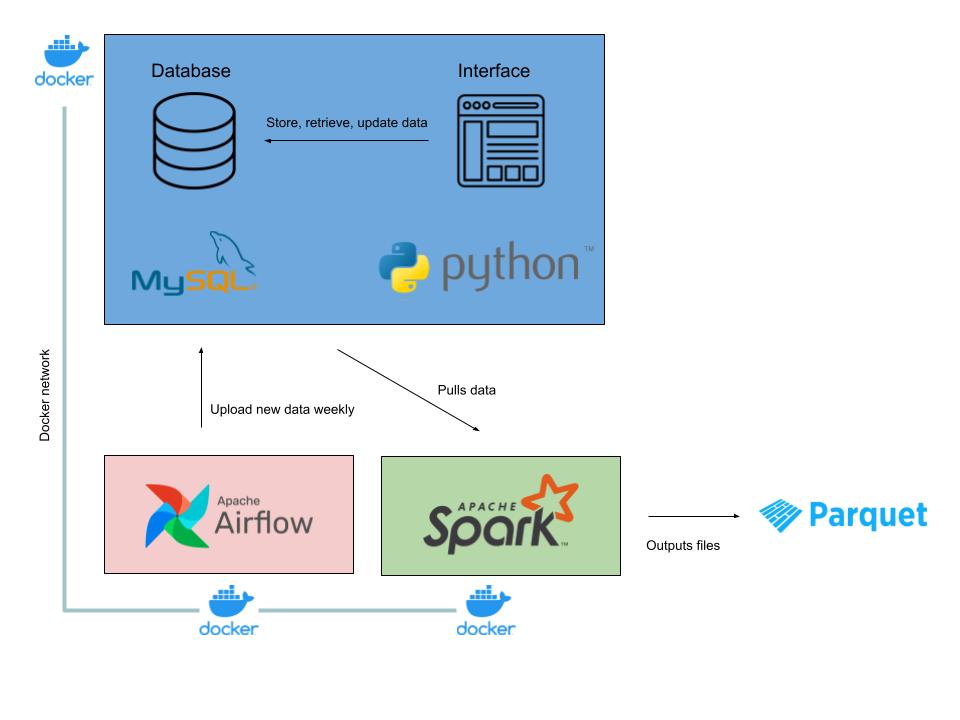 docker
Database
Interface
Store, retrieve, update data
MySQL
python™
Docker network
Pulls data
Upload new data weekly
Apache
Airflow
APACHE
Spark™
Parquet
Outputs files
docker
docker